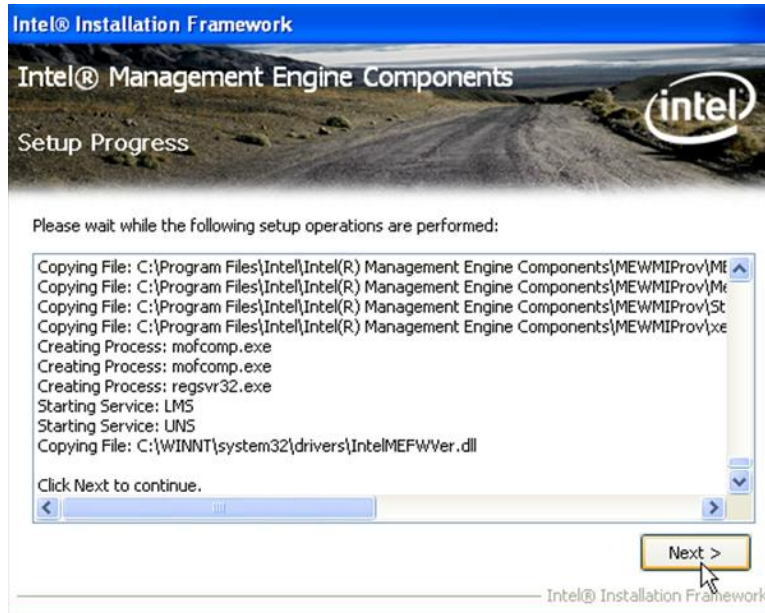 Intel® Installation Framework
Intel® Management Engine Components
intel
Setup Progress
Please wait while the following setup operations are performed:
Copying File: C:\Program Files\Intel\Intel(R) Management Engine Components\MEWMIProv\ME
Copying File: C:\Program Files\Intel\Intel(R) Management Engine Components\MEWMIProv\Me
Copying File: C:\Program Files\Intel\Intel(R) Management Engine Components\MEWMIProv\St
Copying File: C:\Program Files\Intel\Intel(R) Management Engine Components\MEWMIProv\xe
Creating Process: mofcomp.exe
Creating Process: mofcomp.exe
Creating Process: regsvr32.exe
Starting Service: LMS
Starting Service: UNS
Copying File: C:\WINNT\system32\drivers\IntelMEFWVer.dll
Click Next to continue.
Next >
Intel® Installation Framework